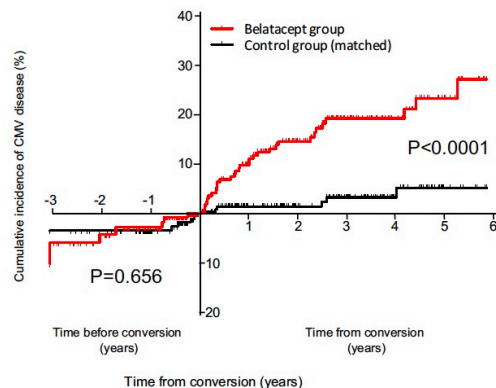 40
Belatacept group
Control group (matched)
30
20
10
P<0.0001
-3 -2 -1
0 1 2 3 4 5 6
-10
-20
P=0.656
Cumulative incidence of CMV disease (%)
Time before conversion
(years)
Time from conversion
(years)
Time from conversion (years)